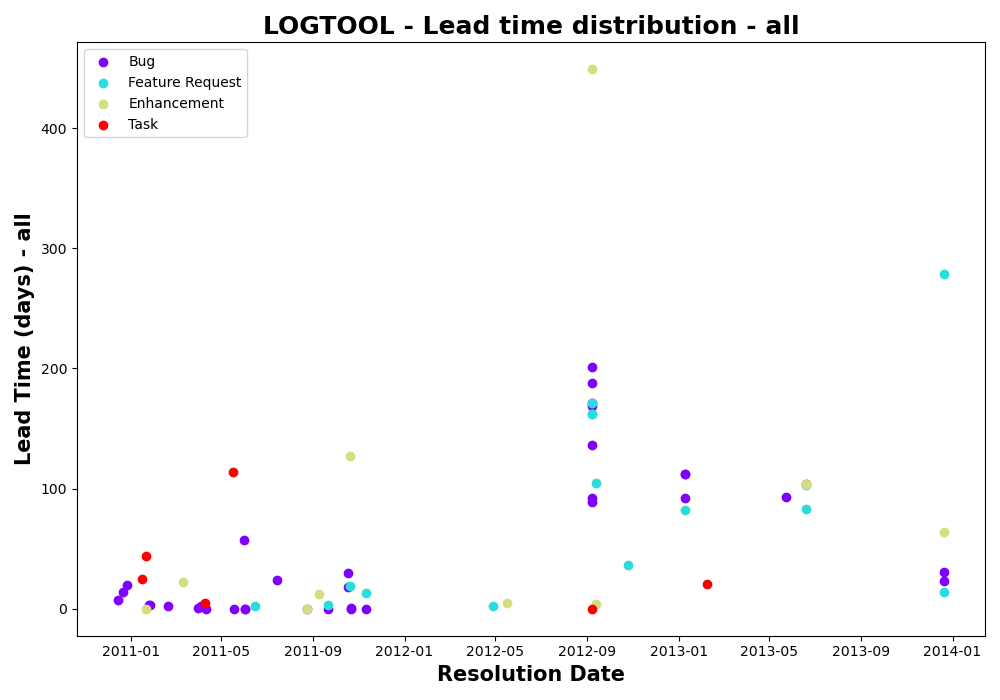 LOGTOOL - Lead time distribution - all
Bug
Feature Request
Enhancement
Task
Lead Time (days) - all
400
300
200
100
0
2011-01
2011-05
2011-09
2012-01
2012-05
2012-09
2013-01
2013-05
2013-09
2014-01
Resolution Date